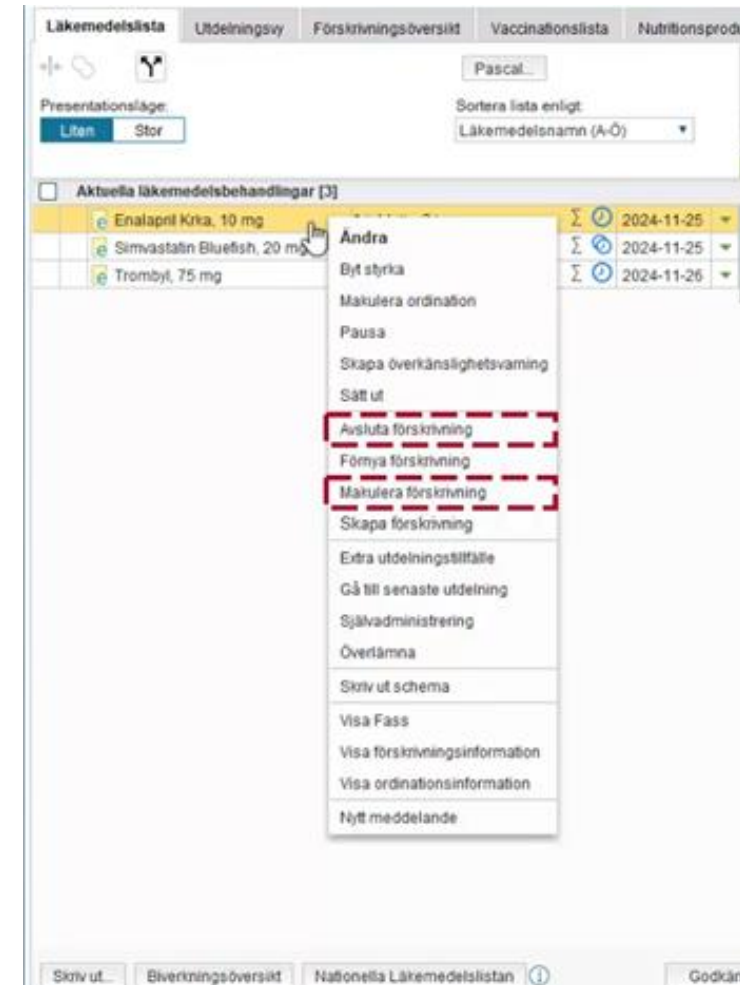 Läkemedelslista Utdelningsvy Förskrivningsöversikt Vaccinationslista Nutritionsprodu
Pascal...
Presentationsläge: Sortera lista enligt:
Liten Stor Läkemedelsnamn (A-Ö)
Aktuella läkemedelsbehandlingar [3]
Enalapril Krka, 10 mg Σ 2024-11-25
Simvastatin Bluefish, 20 mg Σ 2024-11-25
Trombyl, 75 mg Σ 2024-11-26
Ändra
Byt styrka
Makulera ordination
Pausa
Skapa överkänslighetsvarning
Sätt ut
Avsluta förskrivning
Förnya förskrivning
Makulera förskrivning
Skapa förskrivning
Extra utdelningstillfälle
Gå till senaste utdelning
Självadministrering
Överlämna
Skriv ut schema
Visa Fass
Visa förskrivningsinformation
Visa ordinationsinformation
Nytt meddelande
Skriv ut... Biverkningsöversikt Nationella Läkemedelslistan Godkän